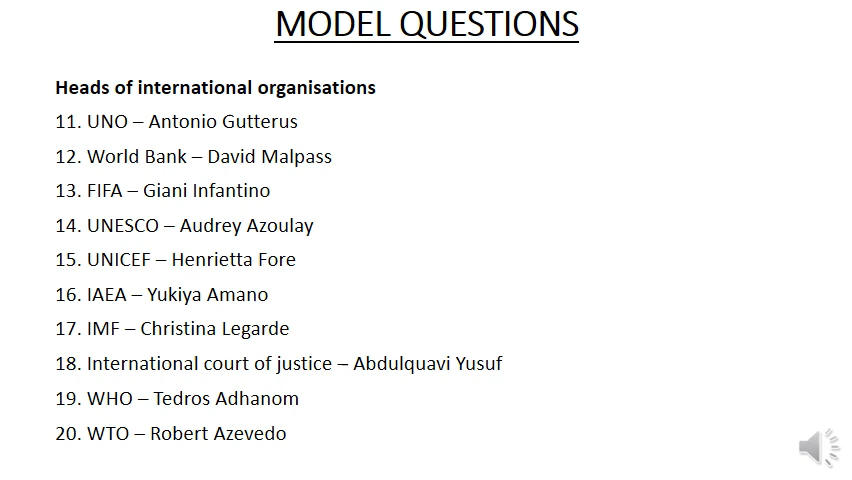 MODEL QUESTIONS
Heads of international organisations
11. UNO – Antonio Gutterus
12. World Bank – David Malpass
13. FIFA – Giani Infantino
14. UNESCO – Audrey Azoulay
15. UNICEF – Henrietta Fore
16. IAEA – Yukiya Amano
17. IMF – Christina Legarde
18. International court of justice – Abdulquavi Yusuf
19. WHO – Tedros Adhanom
20. WTO – Robert Azevedo